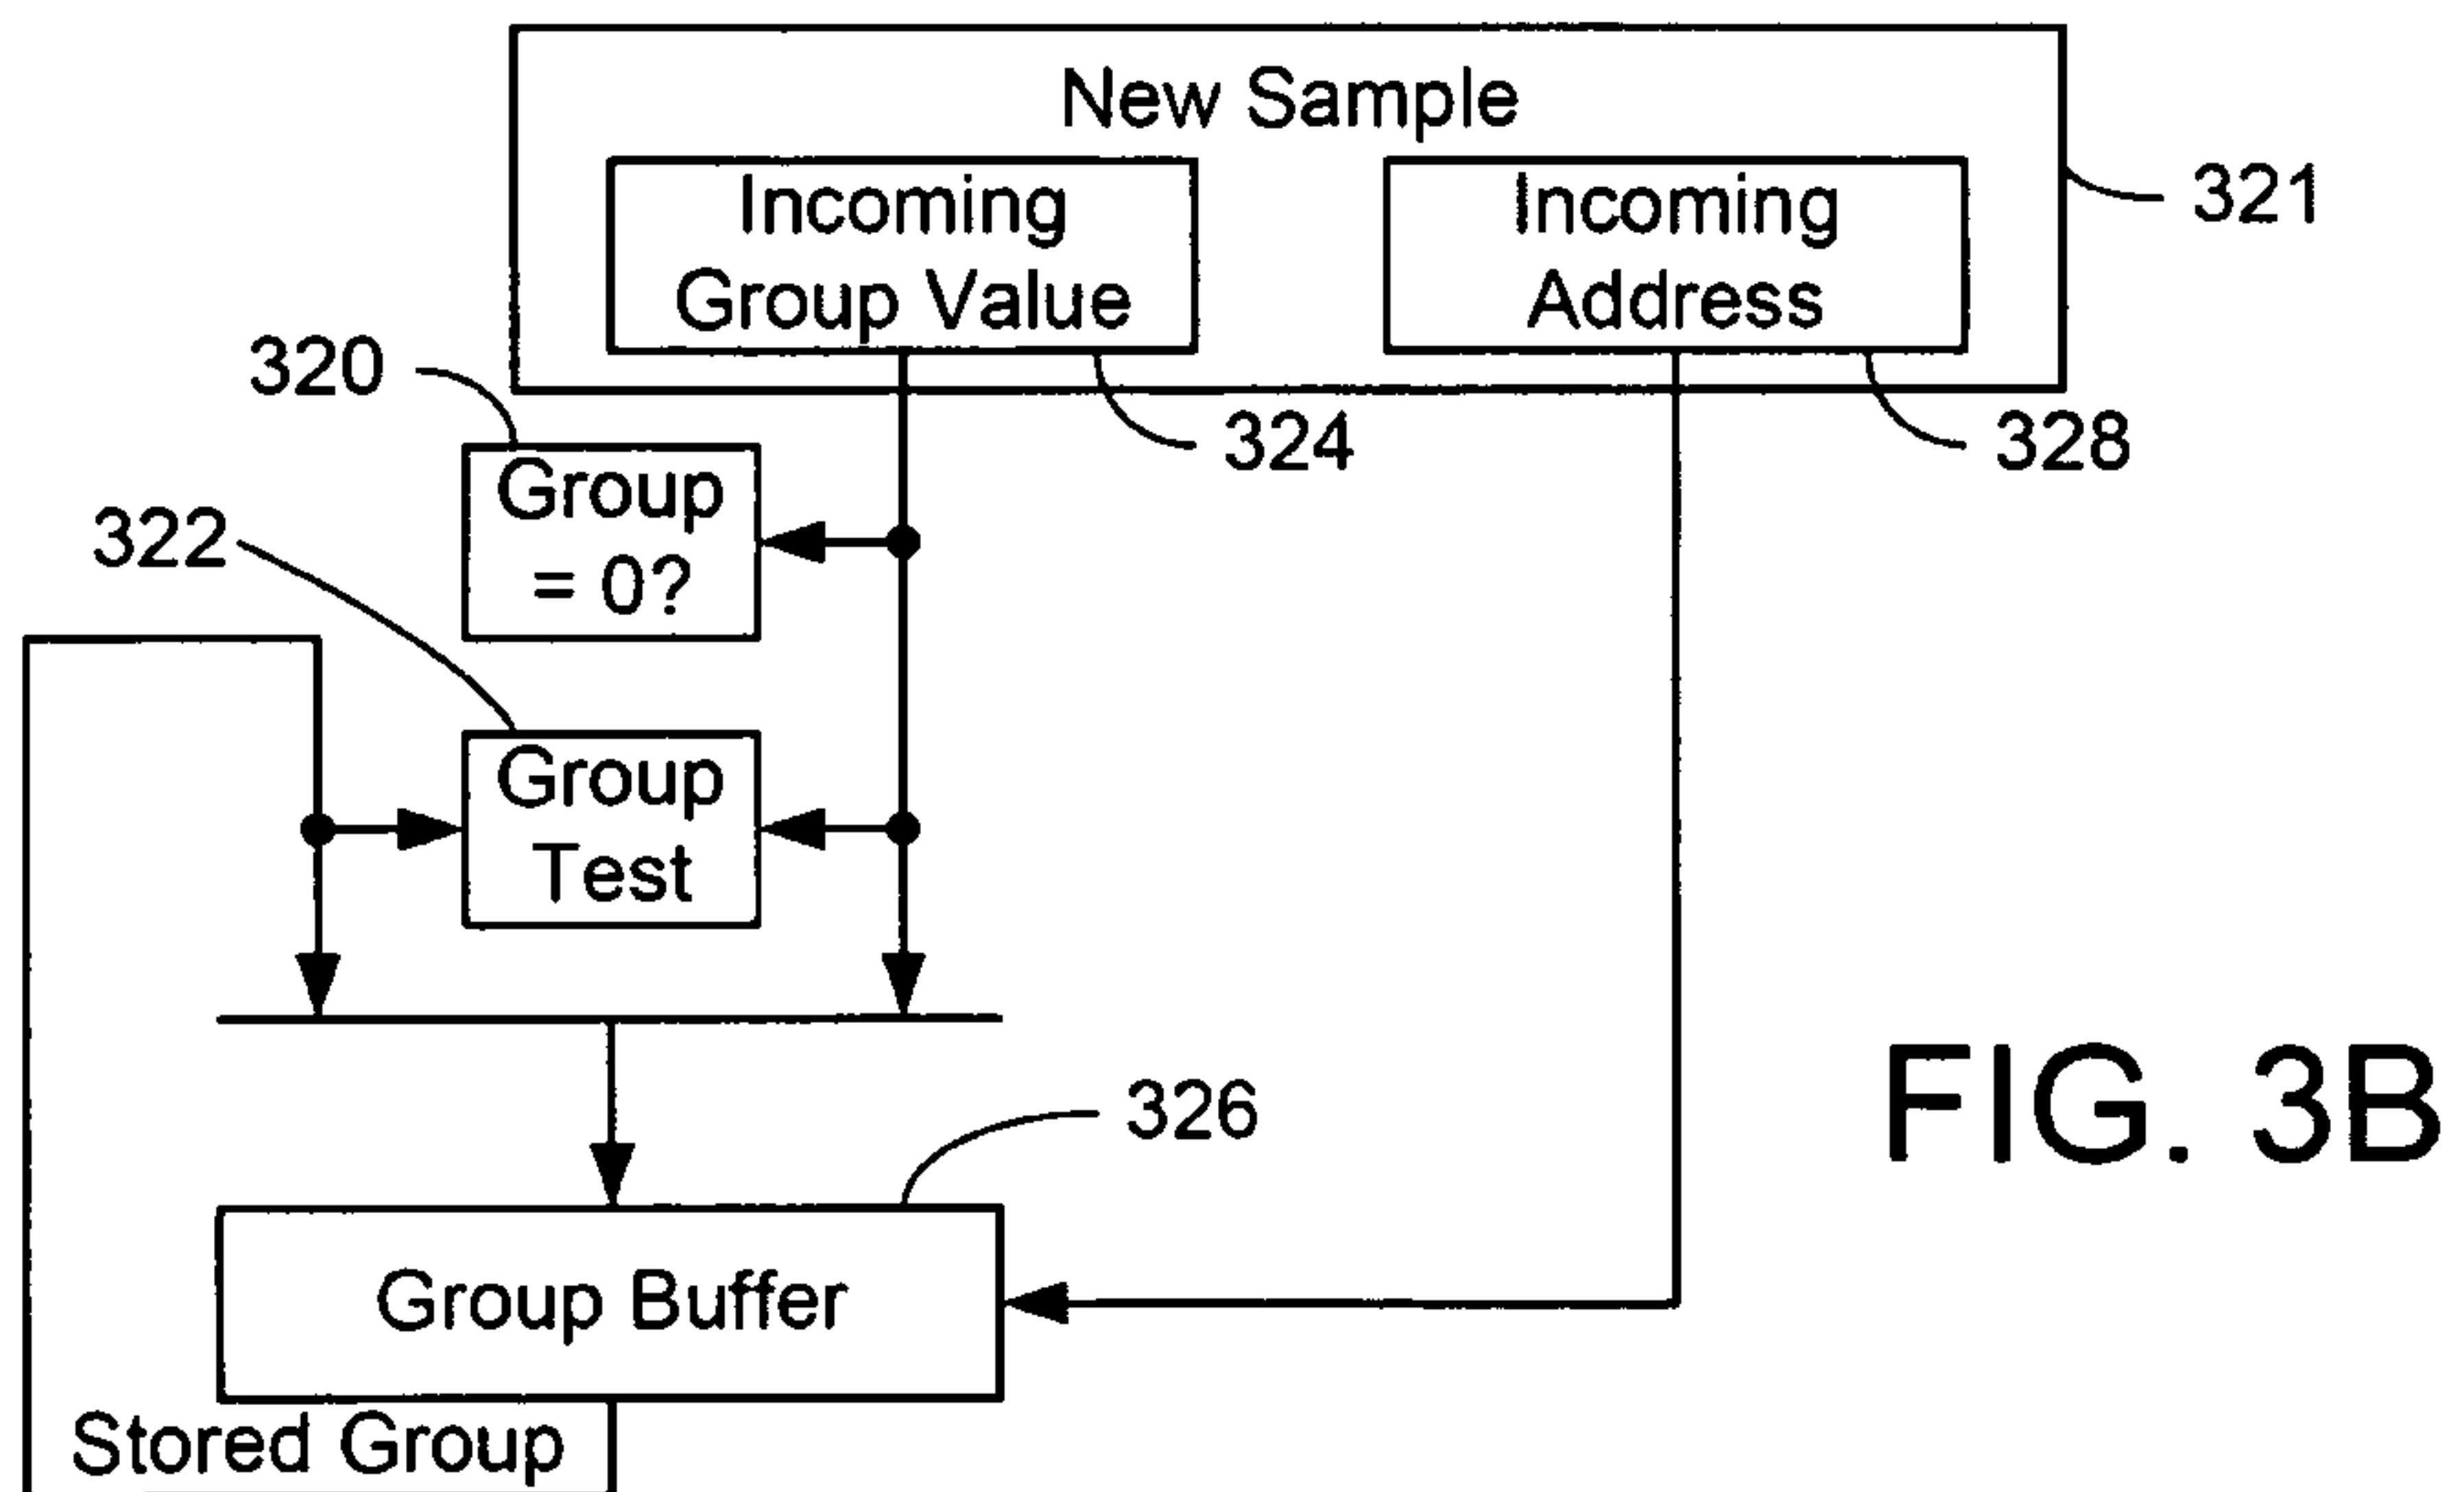 New Sample
Incoming
Group Value
Incoming
Address
321
320
324
328
Group
= 0?
322
Group
Test
326
FIG. 3B
Group Buffer
Stored Group